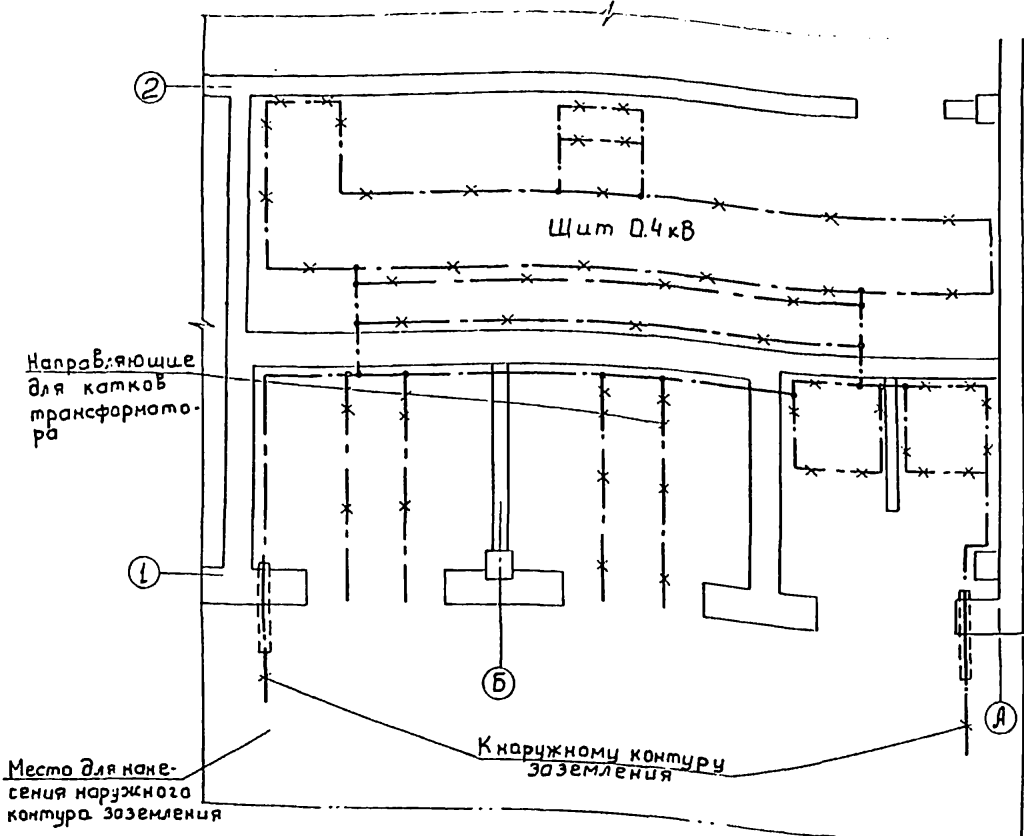 2
Щит 0.4кВ
Направляющие
для катков
трансформато-
ра
1
Б
А
К наружному контуру
заземления
Место для нане-
сения наружного
контура заземления